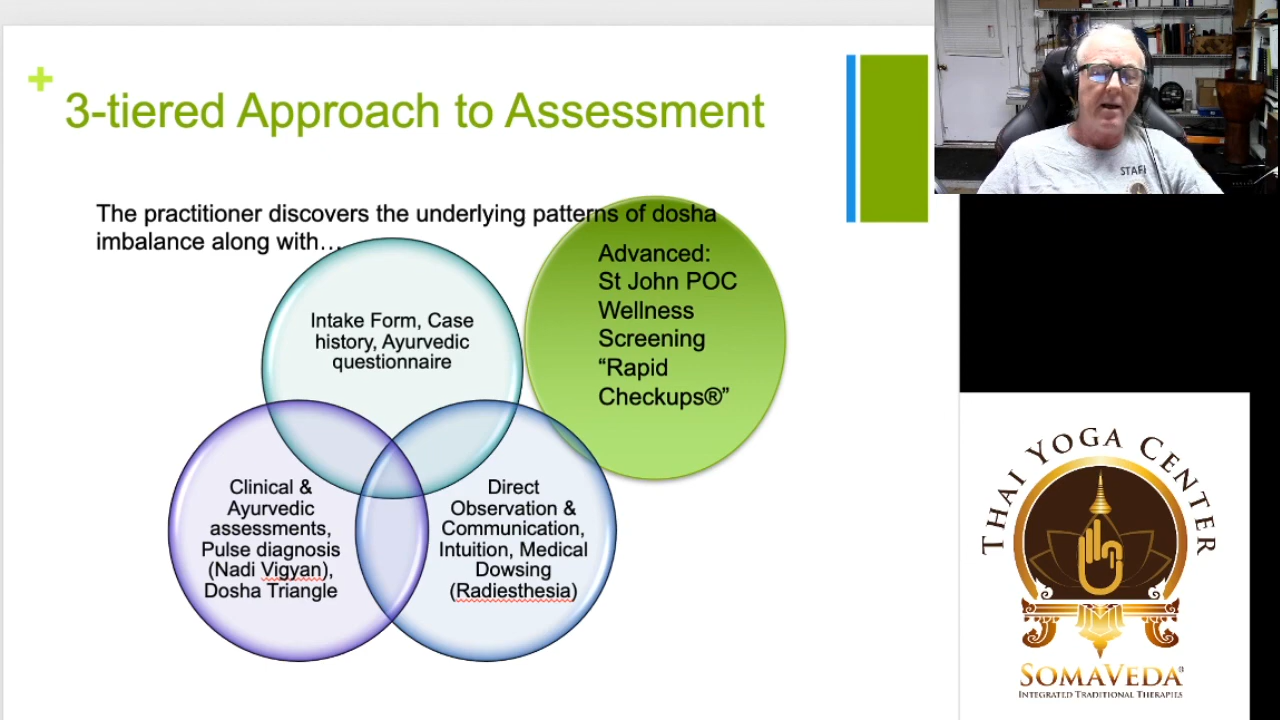 3-tiered Approach to Assessment
The practitioner discovers the underlying patterns of dosha
imbalance along with…
Advanced:
St John POC
Wellness
Screening
“Rapid
Checkups®”
Intake Form, Case
history, Ayurvedic
questionnaire
Clinical &
Ayurvedic
assessments,
Pulse diagnosis
(Nadi Vigyan),
Dosha Triangle
Direct
Observation &
Communication,
Intuition, Medical
Dowsing
(Radiesthesia)
STAFF
THAI YOGA CENTER
SOMAVEDA®
INTEGRATED TRADITIONAL THERAPIES